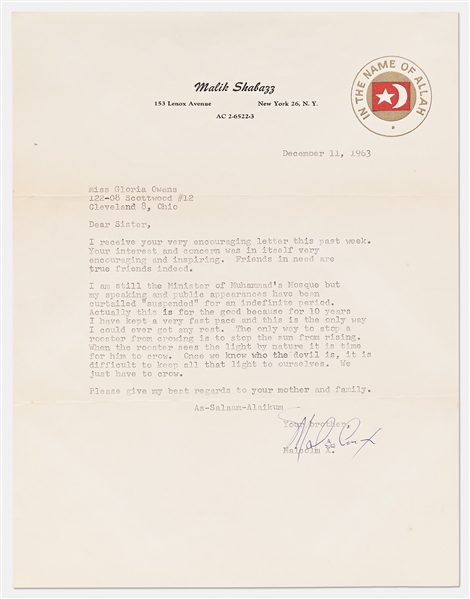 Malik Shabazz
153 Lenox Avenue New York 26, N. Y.
AC 2-6522-3
IN THE NAME OF ALLAH
December 11, 1963
Miss Gloria Owens
122-08 Scottwood #12
Cleveland 8, Ohio
Dear Sister,
I receive your very encouraging letter this past week.
Your interest and concern was in itself very
encouraging and inspiring. Friends in need are
true friends indeed.
I am still the Minister of Muhammad's Mosque but
my speaking and public appearances have been
curtailed "suspended" for an indefinite period.
Actually this is for the good because for 10 years
I have kept a very fast pace and this is the only way
I could ever get any rest. The only way to stop a
rooster from crowing is to stop the sun from rising.
When the rooster sees the light by nature it is time
for him to crow. Once we know who the devil is, it is
difficult to keep all that light to ourselves. We
just have to crow.
Please give my best regards to your mother and family.
As-Salaam-Alaikum
Your brother,
Malcolm X
Malcolm X.